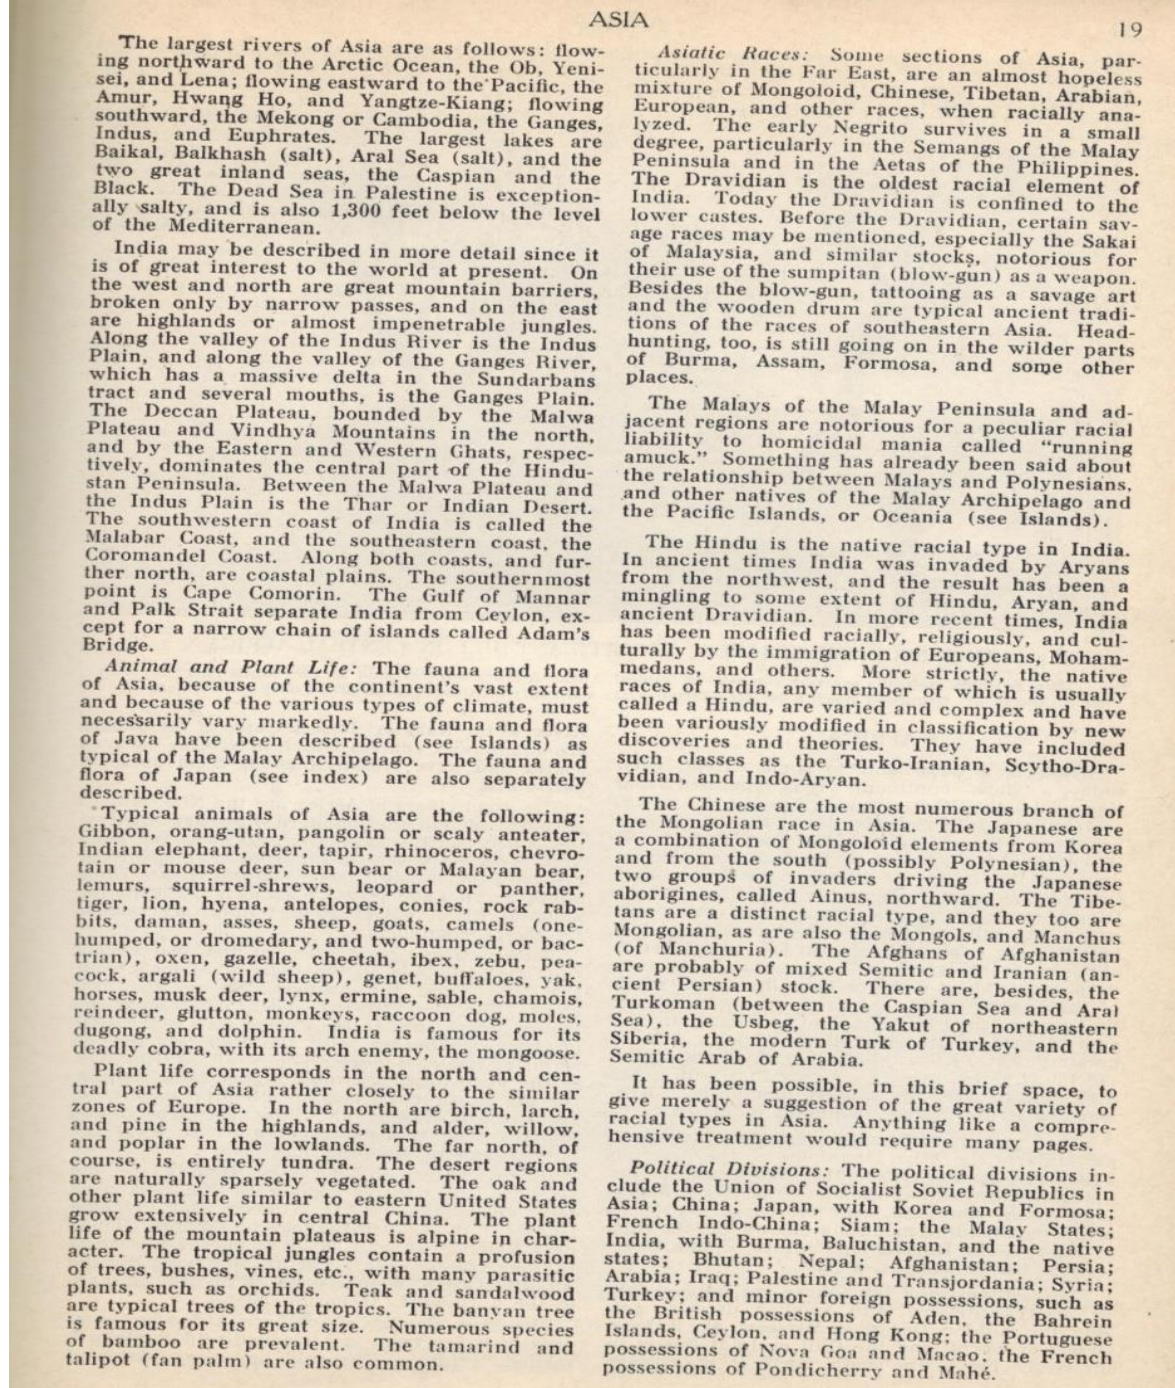 ASIA
19
The largest rivers of Asia are as follows: flow-
ing northward to the Arctic Ocean, the Ob, Yeni-
sei, and Lena; flowing eastward to the Pacific, the
Amur, Hwang Ho, and Yangtze-Kiang; flowing
southward, the Mekong or Cambodia, the Ganges,
Indus, and Euphrates. The largest lakes are
Baikal, Balkhash (salt), Aral Sea (salt), and the
two great inland seas, the Caspian and the
Black. The Dead Sea in Palestine is exception-
ally salty, and is also 1,300 feet below the level
of the Mediterranean.
India may be described in more detail since it
is of great interest to the world at present. On
the west and north are great mountain barriers,
broken only by narrow passes, and on the east
are highlands or almost impenetrable jungles.
Along the valley of the Indus River is the Indus
Plain, and along the valley of the Ganges River,
which has a massive delta in the Sundarbans
tract and several mouths, is the Ganges Plain.
The Deccan Plateau, bounded by the Malwa
Plateau and Vindhya Mountains in the north,
and by the Eastern and Western Ghats, respec-
tively, dominates the central part of the Hindu-
stan Peninsula. Between the Malwa Plateau and
the Indus Plain is the Thar or Indian Desert.
The southwestern coast of India is called the
Malabar Coast, and the southeastern coast, the
Coromandel Coast. Along both coasts, and fur-
ther north, are coastal plains. The southernmost
point is Cape Comorin. The Gulf of Mannar
and Palk Strait separate India from Ceylon, ex-
cept for a narrow chain of islands called Adam's
Bridge.
Animal and Plant Life: The fauna and flora
of Asia, because of the continent's vast extent
and because of the various types of climate, must
necessarily vary markedly. The fauna and flora
of Java have been described (see Islands) as
typical of the Malay Archipelago. The fauna and
flora of Japan (see index) are also separately
described.
Typical animals of Asia are the following:
Gibbon, orang-utan, pangolin or scaly anteater,
Indian elephant, deer, tapir, rhinoceros, chevro-
tain or mouse deer, sun bear or Malayan bear,
lemurs, squirrel-shrews, leopard or panther,
tiger, lion, hyena, antelopes, conies, rock rab-
bits, daman, asses, sheep, goats, camels (one-
humped, or dromedary, and two-humped, or bac-
trian), oxen, gazelle, cheetah, ibex, zebu, pea-
cock, argali (wild sheep), genet, buffaloes, yak,
horses, musk deer, lynx, ermine, sable, chamois,
reindeer, glutton, monkeys, raccoon dog, moles,
dugong, and dolphin. India is famous for its
deadly cobra, with its arch enemy, the mongoose.
Plant life corresponds in the north and cen-
tral part of Asia rather closely to the similar
zones of Europe. In the north are birch, larch,
and pine in the highlands, and alder, willow,
and poplar in the lowlands. The far north, of
course, is entirely tundra. The desert regions
are naturally sparsely vegetated. The oak and
other plant life similar to eastern United States
grow extensively in central China. The plant
life of the mountain plateaus is alpine in char-
acter. The tropical jungles contain a profusion
of trees, bushes, vines, etc., with many parasitic
plants, such as orchids. Teak and sandalwood
are typical trees of the tropics. The banyan tree
is famous for its great size. Numerous species
of bamboo are prevalent. The tamarind and
talipot (fan palm) are also common.
Asiatic Races: Some sections of Asia, par-
ticularly in the Far East, are an almost hopeless
mixture of Mongoloid, Chinese, Tibetan, Arabian,
European, and other races, when racially ana-
lyzed. The early Negrito survives in a small
degree, particularly in the Semangs of the Malay
Peninsula and in the Aetas of the Philippines.
The Dravidian is the oldest racial element of
India. Today the Dravidian is confined to the
lower castes. Before the Dravidian, certain sav-
age races may be mentioned, especially the Sakai
of Malaysia, and similar stocks, notorious for
their use of the sumpitan (blow-gun) as a weapon.
Besides the blow-gun, tattooing as a savage art
and the wooden drum are typical ancient tradi-
tions of the races of southeastern Asia. Head-
hunting, too, is still going on in the wilder parts
of Burma, Assam, Formosa, and some other
places.
The Malays of the Malay Peninsula and ad-
jacent regions are notorious for a peculiar racial
liability to homicidal mania called "running
amuck." Something has already been said about
the relationship between Malays and Polynesians,
and other natives of the Malay Archipelago and
the Pacific Islands, or Oceania (see Islands).
The Hindu is the native racial type in India.
In ancient times India was invaded by Aryans
from the northwest, and the result has been a
mingling to some extent of Hindu, Aryan, and
ancient Dravidian. In more recent times, India
has been modified racially, religiously, and cul-
turally by the immigration of Europeans, Moham-
medans, and others. More strictly, the native
races of India, any member of which is usually
called a Hindu, are varied and complex and have
been variously modified in classification by new
discoveries and theories. They have included
such classes as the Turko-Iranian, Scytho-Dra-
vidian, and Indo-Aryan.
The Chinese are the most numerous branch of
the Mongolian race in Asia. The Japanese are
a combination of Mongoloid elements from Korea
and from the south (possibly Polynesian), the
two groups of invaders driving the Japanese
aborigines, called Ainus, northward. The Tibe-
tans are a distinct racial type, and they too are
Mongolian, as are also the Mongols, and Manchus
(of Manchuria). The Afghans of Afghanistan
are probably of mixed Semitic and Iranian (an-
cient Persian) stock. There are, besides, the
Turkoman (between the Caspian Sea and Aral
Sea), the Usbeg, the Yakut of northeastern
Siberia, the modern Turk of Turkey, and the
Semitic Arab of Arabia.
It has been possible, in this brief space, to
give merely a suggestion of the great variety of
racial types in Asia. Anything like a compre-
hensive treatment would require many pages.
Political Divisions: The political divisions in-
clude the Union of Socialist Soviet Republics in
Asia; China; Japan, with Korea and Formosa;
French Indo-China; Siam; the Malay States;
India, with Burma, Baluchistan, and the native
states; Bhutan; Nepal; Afghanistan; Persia;
Arabia; Iraq; Palestine and Transjordania; Syria;
Turkey; and minor foreign possessions, such as
the British possessions of Aden, the Bahrein
Islands, Ceylon, and Hong Kong; the Portuguese
possessions of Nova Goa and Macao, the French
possessions of Pondicherry and Mahé.